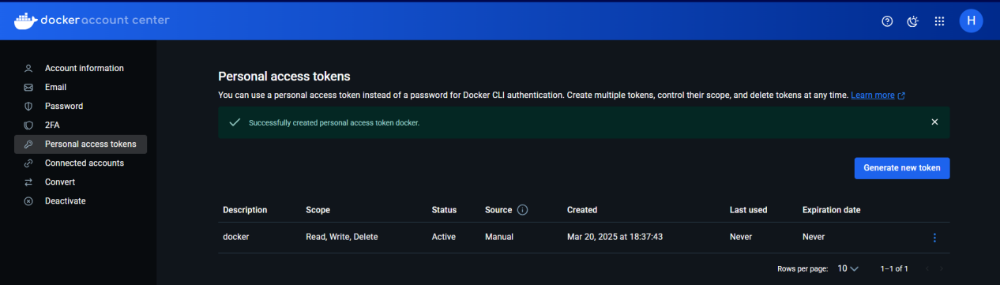 docker account center
H
Account information
Email
Password
2FA
Personal access tokens
Connected accounts
Convert
Deactivate
Personal access tokens
You can use a personal access token instead of a password for Docker CLI authentication. Create multiple tokens, control their scope, and delete tokens at any time. Learn more
Successfully created personal access token docker.
Generate new token
Description Scope Status Source Created Last used Expiration date
docker Read, Write, Delete Active Manual Mar 20, 2025 at 18:37:43 Never Never
Rows per page: 10 1–1 of 1